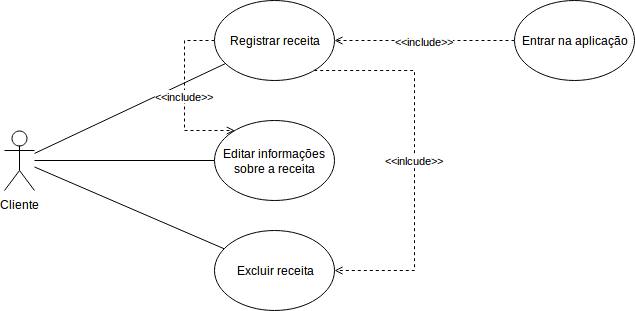 Registrar receita
<<include>>
Entrar na aplicação
<<include>>
Editar informações
sobre a receita
<<inlcude>>
Cliente
Excluir receita